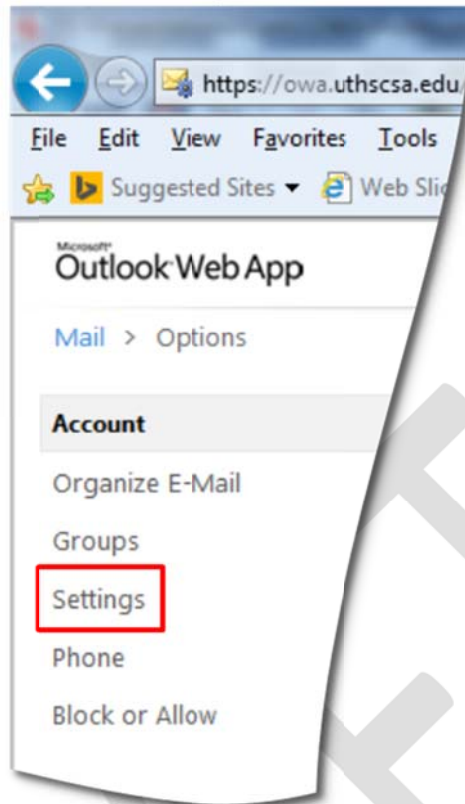 https://owa.uthscsa.edu/
File Edit View Favorites Tools
Suggested Sites Web Slic
Microsoft®
Outlook Web App
Mail > Options
Account
Organize E-Mail
Groups
Settings
Phone
Block or Allow